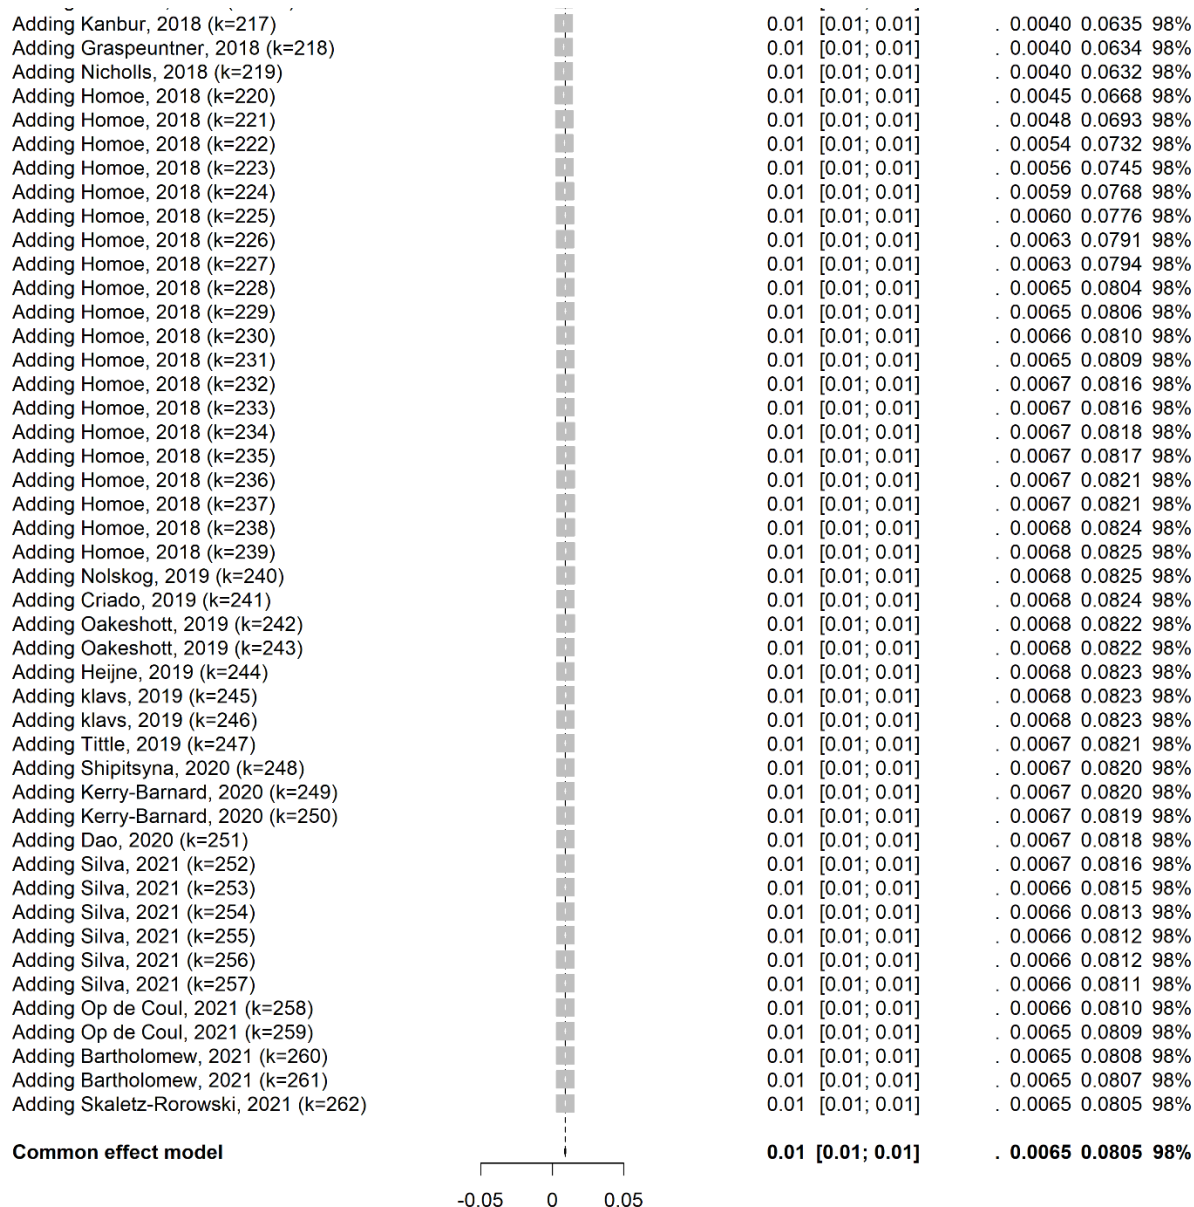 Adding Kanbur, 2018 (k=217) 0.01 [0.01; 0.01] . 0.0040 0.0635 98%
Adding Graspeuntner, 2018 (k=218) 0.01 [0.01; 0.01] . 0.0040 0.0634 98%
Adding Nicholls, 2018 (k=219) 0.01 [0.01; 0.01] . 0.0040 0.0632 98%
Adding Homoe, 2018 (k=220) 0.01 [0.01; 0.01] . 0.0045 0.0668 98%
Adding Homoe, 2018 (k=221) 0.01 [0.01; 0.01] . 0.0048 0.0693 98%
Adding Homoe, 2018 (k=222) 0.01 [0.01; 0.01] . 0.0054 0.0732 98%
Adding Homoe, 2018 (k=223) 0.01 [0.01; 0.01] . 0.0056 0.0745 98%
Adding Homoe, 2018 (k=224) 0.01 [0.01; 0.01] . 0.0059 0.0768 98%
Adding Homoe, 2018 (k=225) 0.01 [0.01; 0.01] . 0.0060 0.0776 98%
Adding Homoe, 2018 (k=226) 0.01 [0.01; 0.01] . 0.0063 0.0791 98%
Adding Homoe, 2018 (k=227) 0.01 [0.01; 0.01] . 0.0063 0.0794 98%
Adding Homoe, 2018 (k=228) 0.01 [0.01; 0.01] . 0.0065 0.0804 98%
Adding Homoe, 2018 (k=229) 0.01 [0.01; 0.01] . 0.0065 0.0806 98%
Adding Homoe, 2018 (k=230) 0.01 [0.01; 0.01] . 0.0066 0.0810 98%
Adding Homoe, 2018 (k=231) 0.01 [0.01; 0.01] . 0.0065 0.0809 98%
Adding Homoe, 2018 (k=232) 0.01 [0.01; 0.01] . 0.0067 0.0816 98%
Adding Homoe, 2018 (k=233) 0.01 [0.01; 0.01] . 0.0067 0.0816 98%
Adding Homoe, 2018 (k=234) 0.01 [0.01; 0.01] . 0.0067 0.0818 98%
Adding Homoe, 2018 (k=235) 0.01 [0.01; 0.01] . 0.0067 0.0817 98%
Adding Homoe, 2018 (k=236) 0.01 [0.01; 0.01] . 0.0067 0.0821 98%
Adding Homoe, 2018 (k=237) 0.01 [0.01; 0.01] . 0.0067 0.0821 98%
Adding Homoe, 2018 (k=238) 0.01 [0.01; 0.01] . 0.0068 0.0824 98%
Adding Homoe, 2018 (k=239) 0.01 [0.01; 0.01] . 0.0068 0.0825 98%
Adding Nolskog, 2019 (k=240) 0.01 [0.01; 0.01] . 0.0068 0.0825 98%
Adding Criado, 2019 (k=241) 0.01 [0.01; 0.01] . 0.0068 0.0824 98%
Adding Oakeshott, 2019 (k=242) 0.01 [0.01; 0.01] . 0.0068 0.0822 98%
Adding Oakeshott, 2019 (k=243) 0.01 [0.01; 0.01] . 0.0068 0.0822 98%
Adding Heijne, 2019 (k=244) 0.01 [0.01; 0.01] . 0.0068 0.0823 98%
Adding klavs, 2019 (k=245) 0.01 [0.01; 0.01] . 0.0068 0.0823 98%
Adding klavs, 2019 (k=246) 0.01 [0.01; 0.01] . 0.0068 0.0823 98%
Adding Tittle, 2019 (k=247) 0.01 [0.01; 0.01] . 0.0067 0.0821 98%
Adding Shipitsyna, 2020 (k=248) 0.01 [0.01; 0.01] . 0.0067 0.0820 98%
Adding Kerry-Barnard, 2020 (k=249) 0.01 [0.01; 0.01] . 0.0067 0.0820 98%
Adding Kerry-Barnard, 2020 (k=250) 0.01 [0.01; 0.01] . 0.0067 0.0819 98%
Adding Dao, 2020 (k=251) 0.01 [0.01; 0.01] . 0.0067 0.0818 98%
Adding Silva, 2021 (k=252) 0.01 [0.01; 0.01] . 0.0067 0.0816 98%
Adding Silva, 2021 (k=253) 0.01 [0.01; 0.01] . 0.0066 0.0815 98%
Adding Silva, 2021 (k=254) 0.01 [0.01; 0.01] . 0.0066 0.0813 98%
Adding Silva, 2021 (k=255) 0.01 [0.01; 0.01] . 0.0066 0.0812 98%
Adding Silva, 2021 (k=256) 0.01 [0.01; 0.01] . 0.0066 0.0812 98%
Adding Silva, 2021 (k=257) 0.01 [0.01; 0.01] . 0.0066 0.0811 98%
Adding Op de Coul, 2021 (k=258) 0.01 [0.01; 0.01] . 0.0066 0.0810 98%
Adding Op de Coul, 2021 (k=259) 0.01 [0.01; 0.01] . 0.0065 0.0809 98%
Adding Bartholomew, 2021 (k=260) 0.01 [0.01; 0.01] . 0.0065 0.0808 98%
Adding Bartholomew, 2021 (k=261) 0.01 [0.01; 0.01] . 0.0065 0.0807 98%
Adding Skaletz-Rorowski, 2021 (k=262) 0.01 [0.01; 0.01] . 0.0065 0.0805 98%
Common effect model 0.01 [0.01; 0.01] . 0.0065 0.0805 98%
-0.05 0 0.05